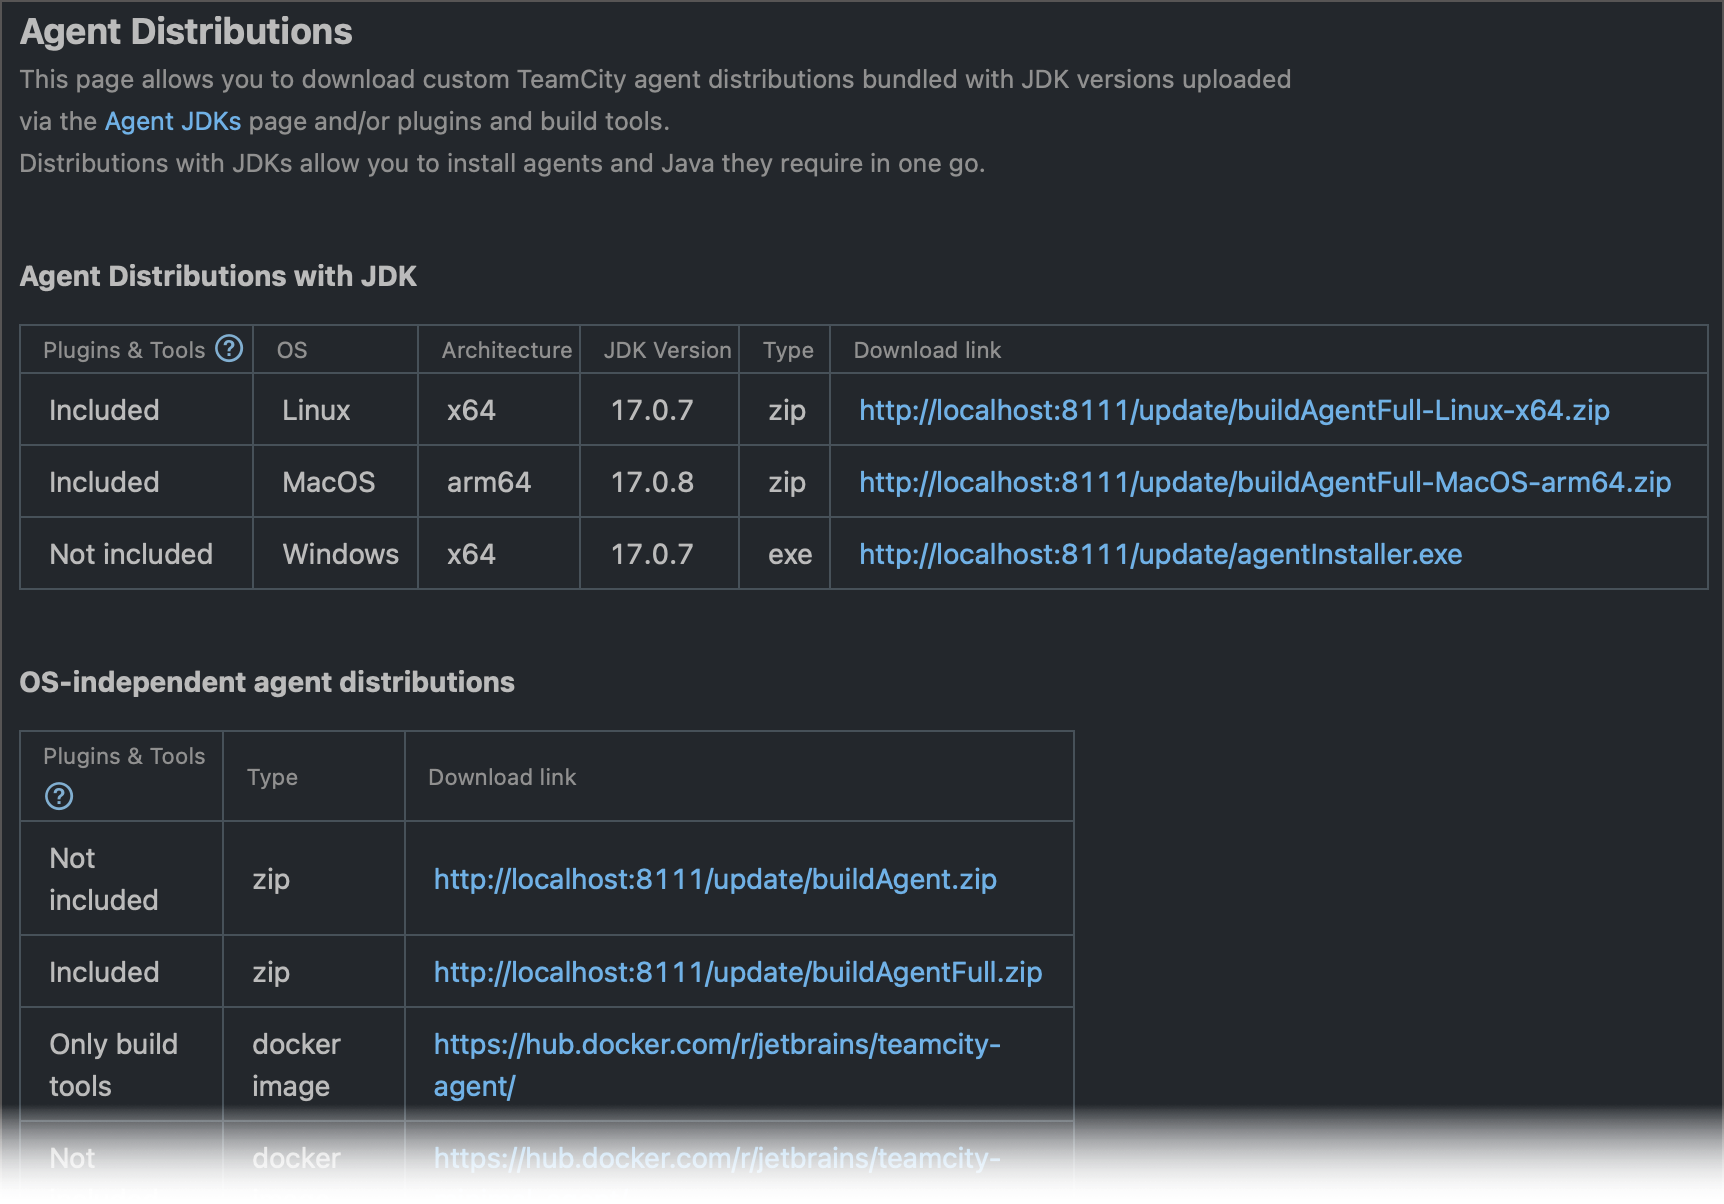 Agent Distributions
This page allows you to download custom TeamCity agent distributions bundled with JDK versions uploaded
via the Agent JDKs page and/or plugins and build tools.
Distributions with JDKs allow you to install agents and Java they require in one go.
Agent Distributions with JDK
Plugins & Tools ? OS Architecture JDK Version Type Download link
Included Linux x64 17.0.7 zip http://localhost:8111/update/buildAgentFull-Linux-x64.zip
Included MacOS arm64 17.0.8 zip http://localhost:8111/update/buildAgentFull-MacOS-arm64.zip
Not included Windows x64 17.0.7 exe http://localhost:8111/update/agentInstaller.exe
OS-independent agent distributions
Plugins & Tools
?
Type
Download link
Not
included
zip
http://localhost:8111/update/buildAgent.zip
Included zip http://localhost:8111/update/buildAgentFull.zip
Only build
tools
docker
image
https://hub.docker.com/r/jetbrains/teamcity-
agent/
Not docker https://hub.docker.com/r/jetbrains/teamcity-